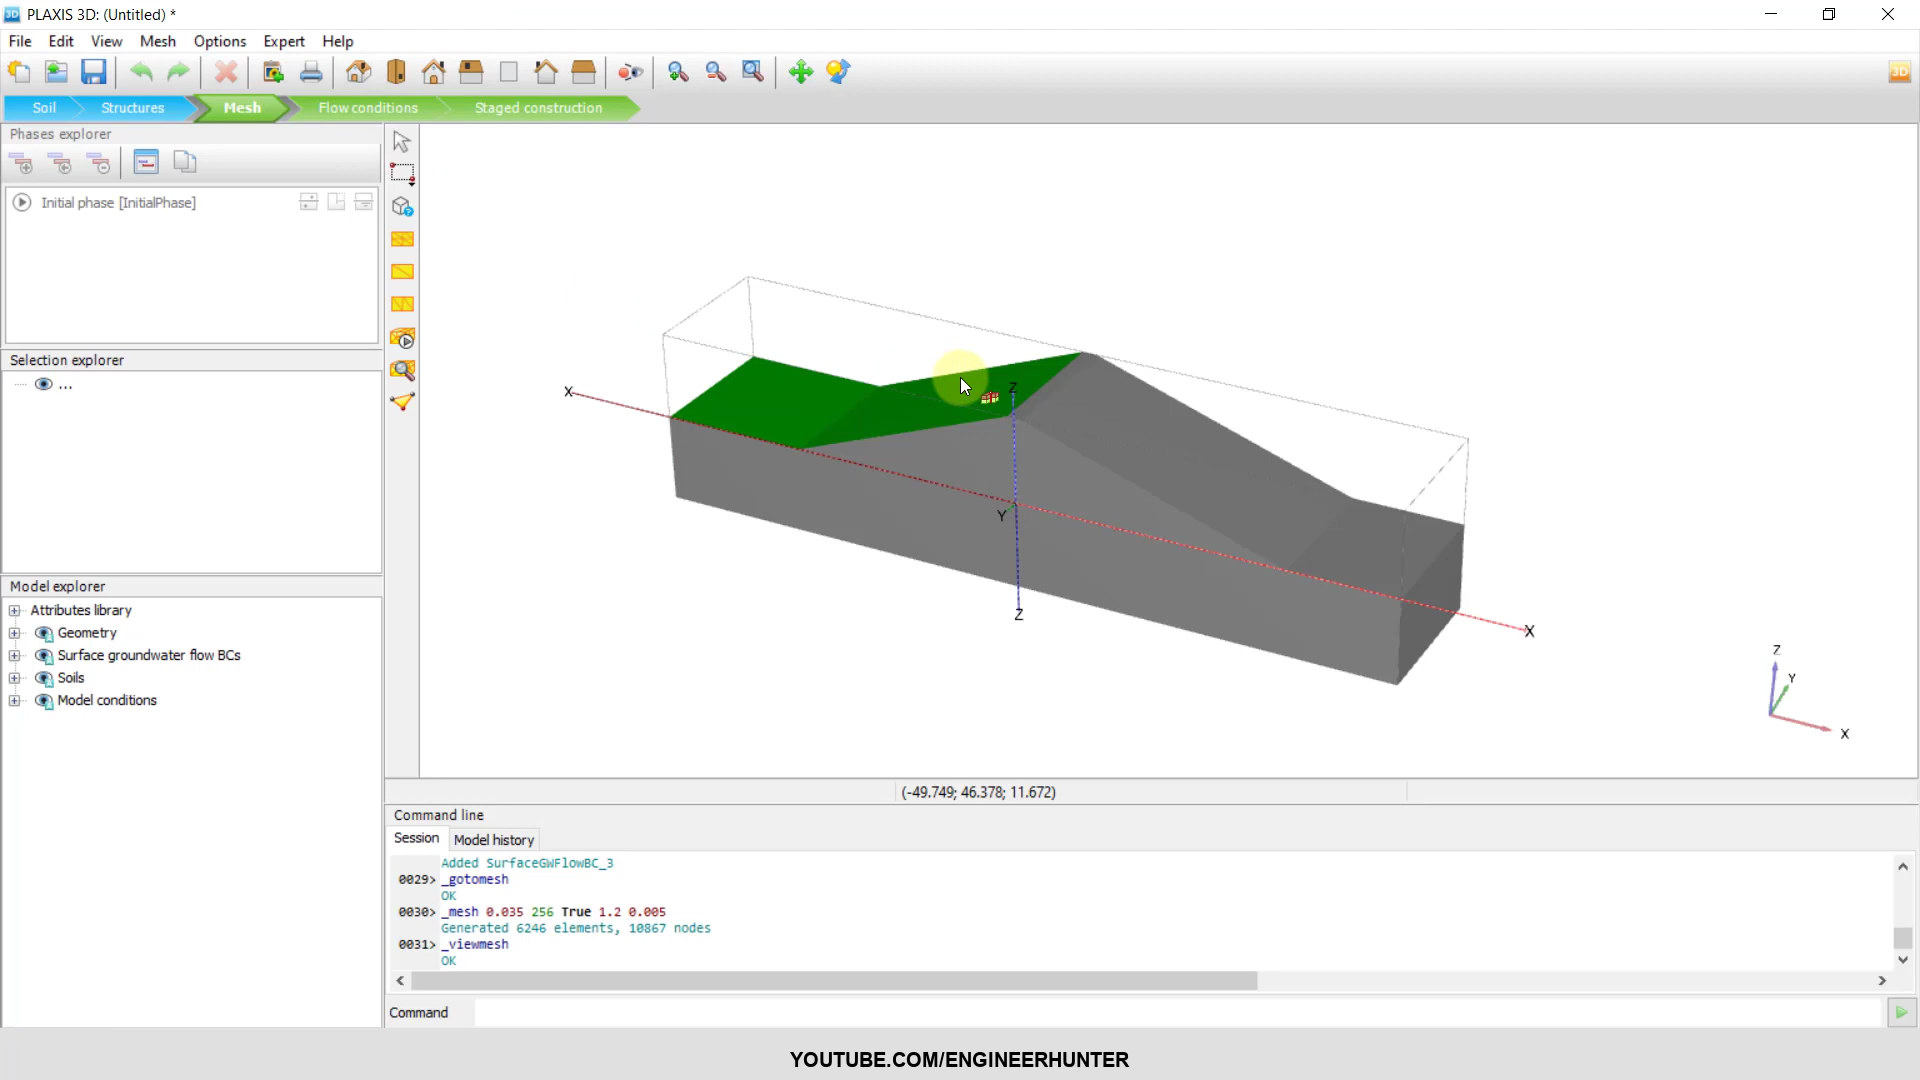 PLAXIS 3D: (Untitled) *
File Edit View Mesh Options Expert Help
3D
Soil Structures Mesh Flow conditions Staged construction
Phases explorer
Initial phase [InitialPhase]
Selection explorer
...
Model explorer
Attributes library
Geometry
Surface groundwater flow BCs
Soils
Model conditions
X
Z
Y
Z
X
Z
Y
X
(-49.749; 46.378; 11.672)
Command line
Session Model history
Added SurfaceGWFlowBC_3
0029> _gotomesh
OK
0030> _mesh 0.035 256 True 1.2 0.005
Generated 6246 elements, 10867 nodes
0031> _viewmesh
OK
Command
YOUTUBE.COM/ENGINEERHUNTER